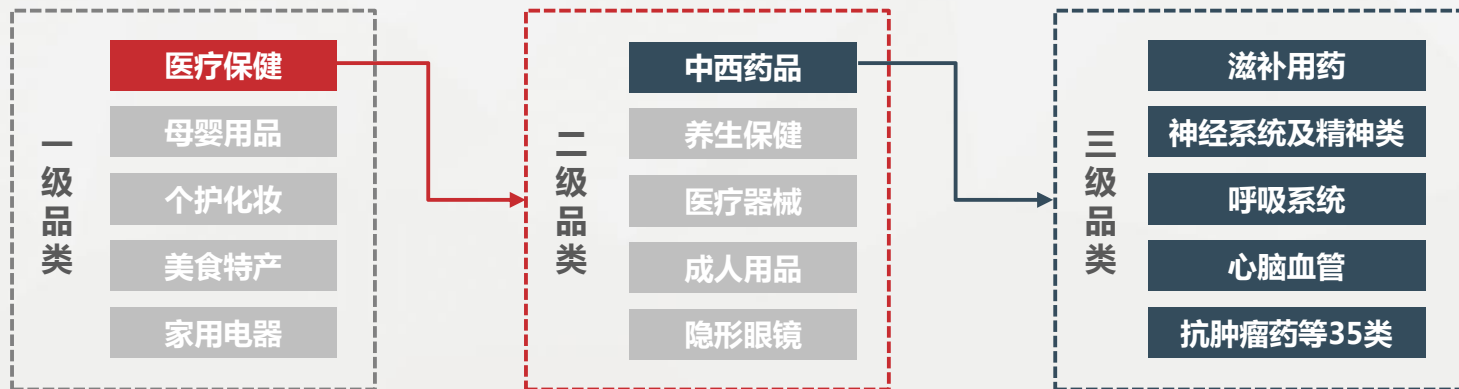 一级品类
医疗保健
母婴用品
个护化妆
美食特产
家用电器
二级品类
中西药品
养生保健
医疗器械
成人用品
隐形眼镜
三级品类
滋补用药
神经系统及精神类
呼吸系统
心脑血管
抗肿瘤药等35类